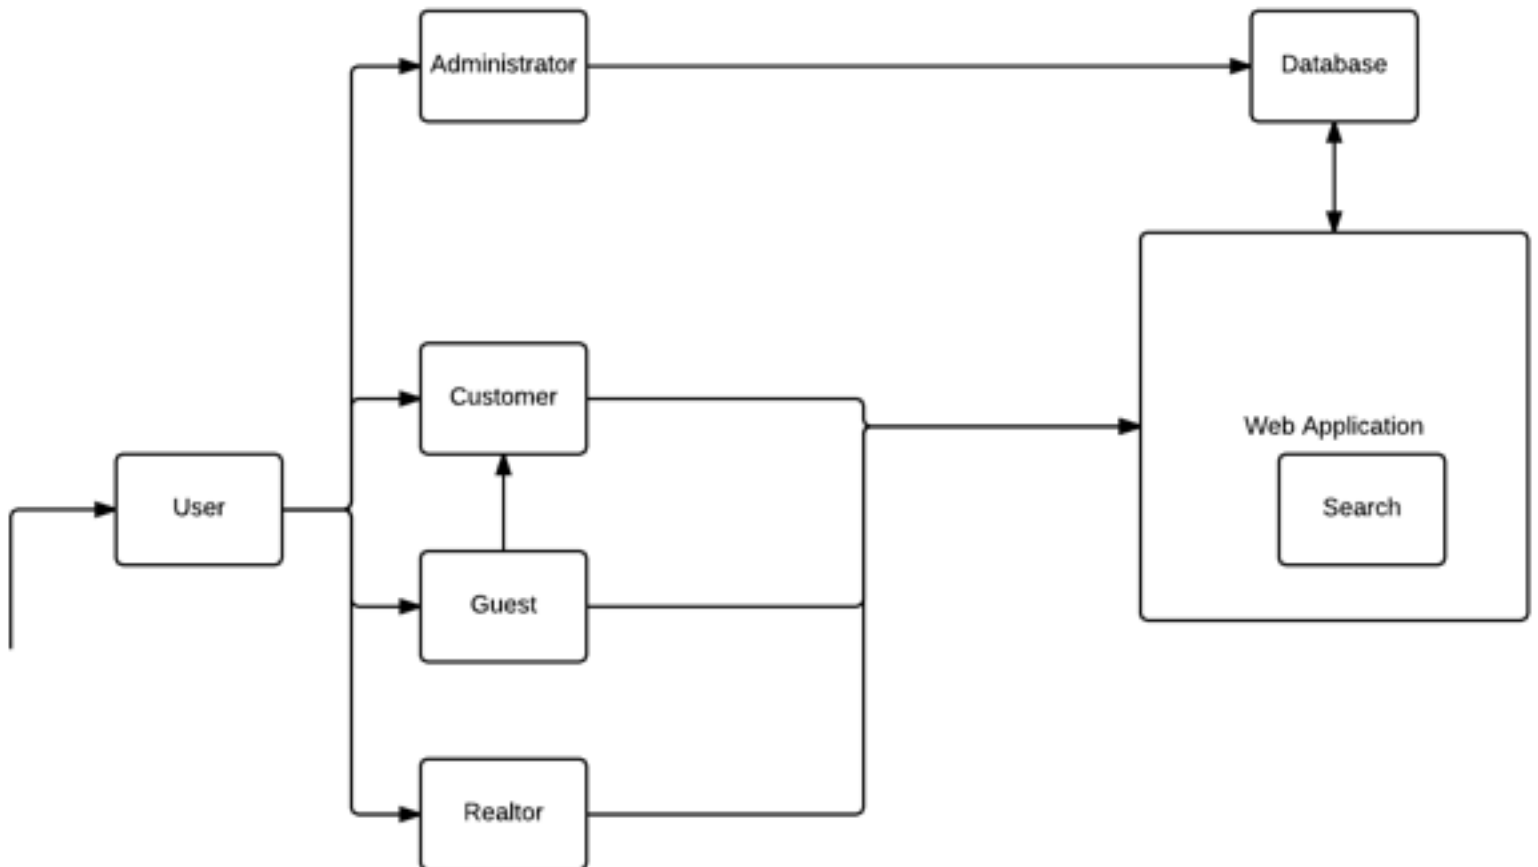 Administrator
Database
Customer
Web Application
User
Search
Guest
Realtor